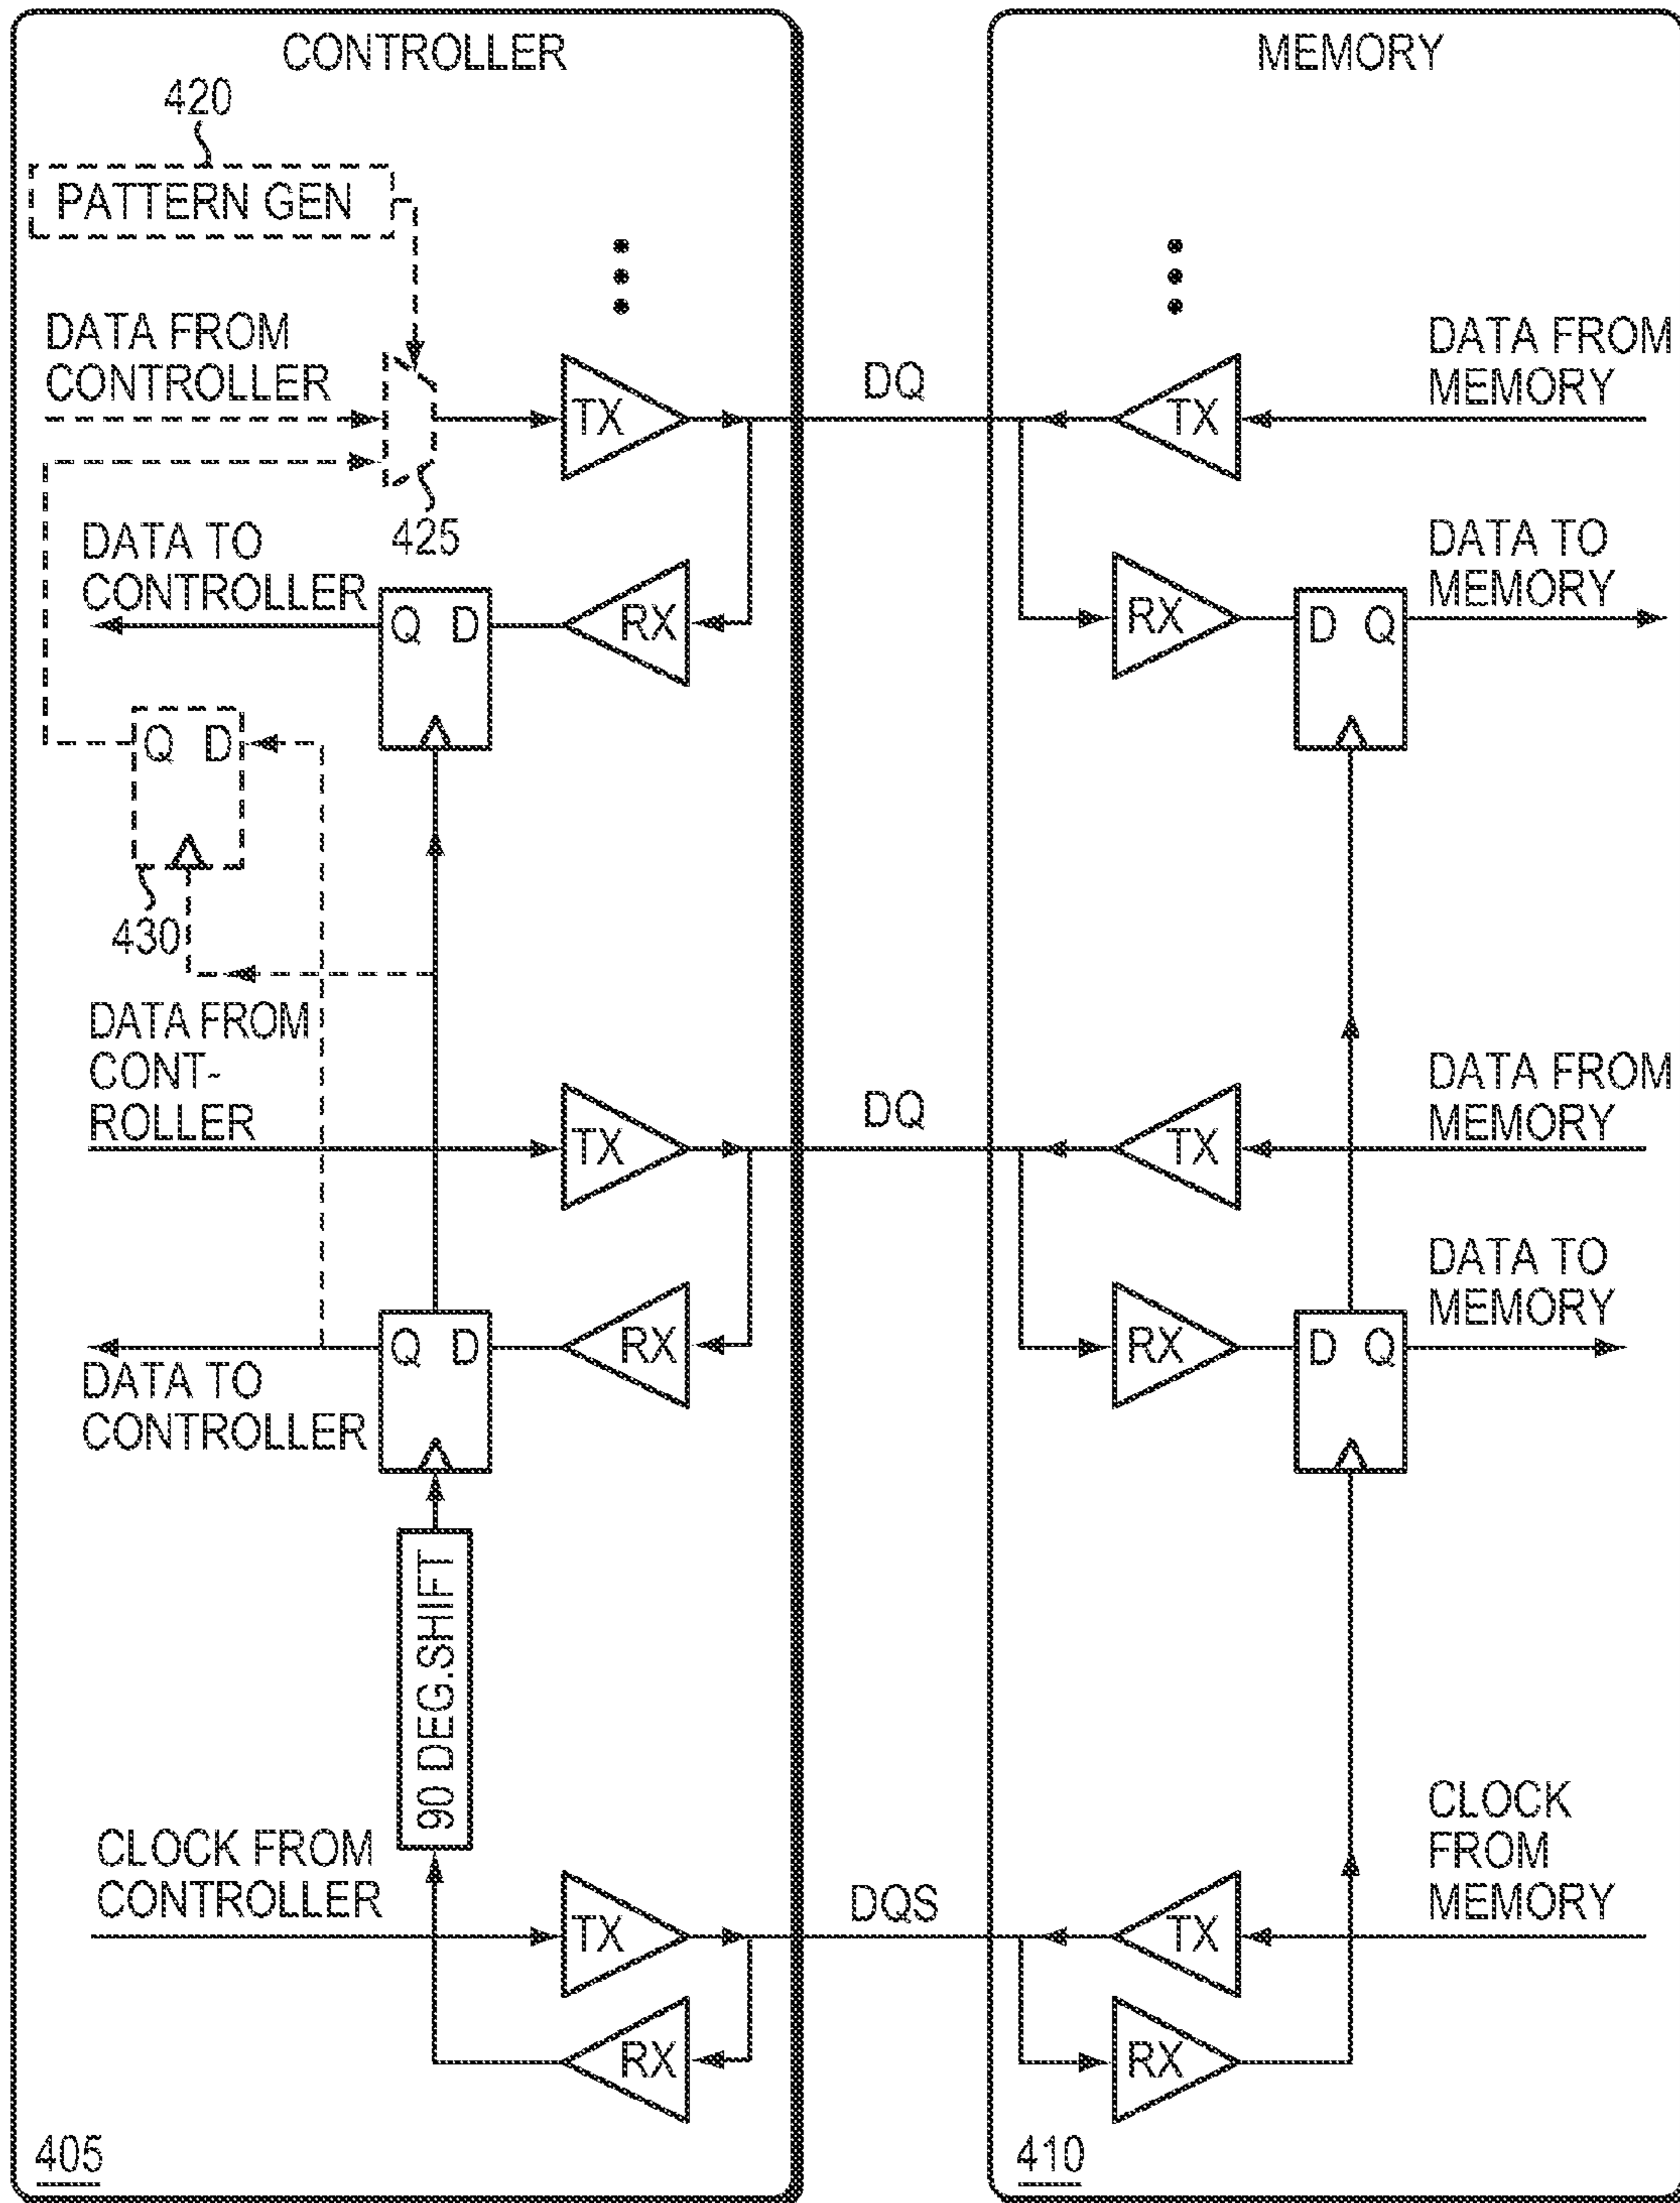 CONTROLLER
MEMORY
420
PATTERN GEN
DATA FROM
CONTROLLER
TX
DQ
TX
DATA FROM
MEMORY
425
DATA TO
CONTROLLER
Q D
RX
RX
D Q
DATA TO
MEMORY
Q D
430
DATA FROM
CONT-
ROLLER
TX
DQ
TX
DATA FROM
MEMORY
DATA TO
CONTROLLER
Q D
RX
RX
D Q
DATA TO
MEMORY
90 DEG.SHIFT
CLOCK FROM
CONTROLLER
TX
DQS
TX
CLOCK
FROM
MEMORY
RX
RX
405
410